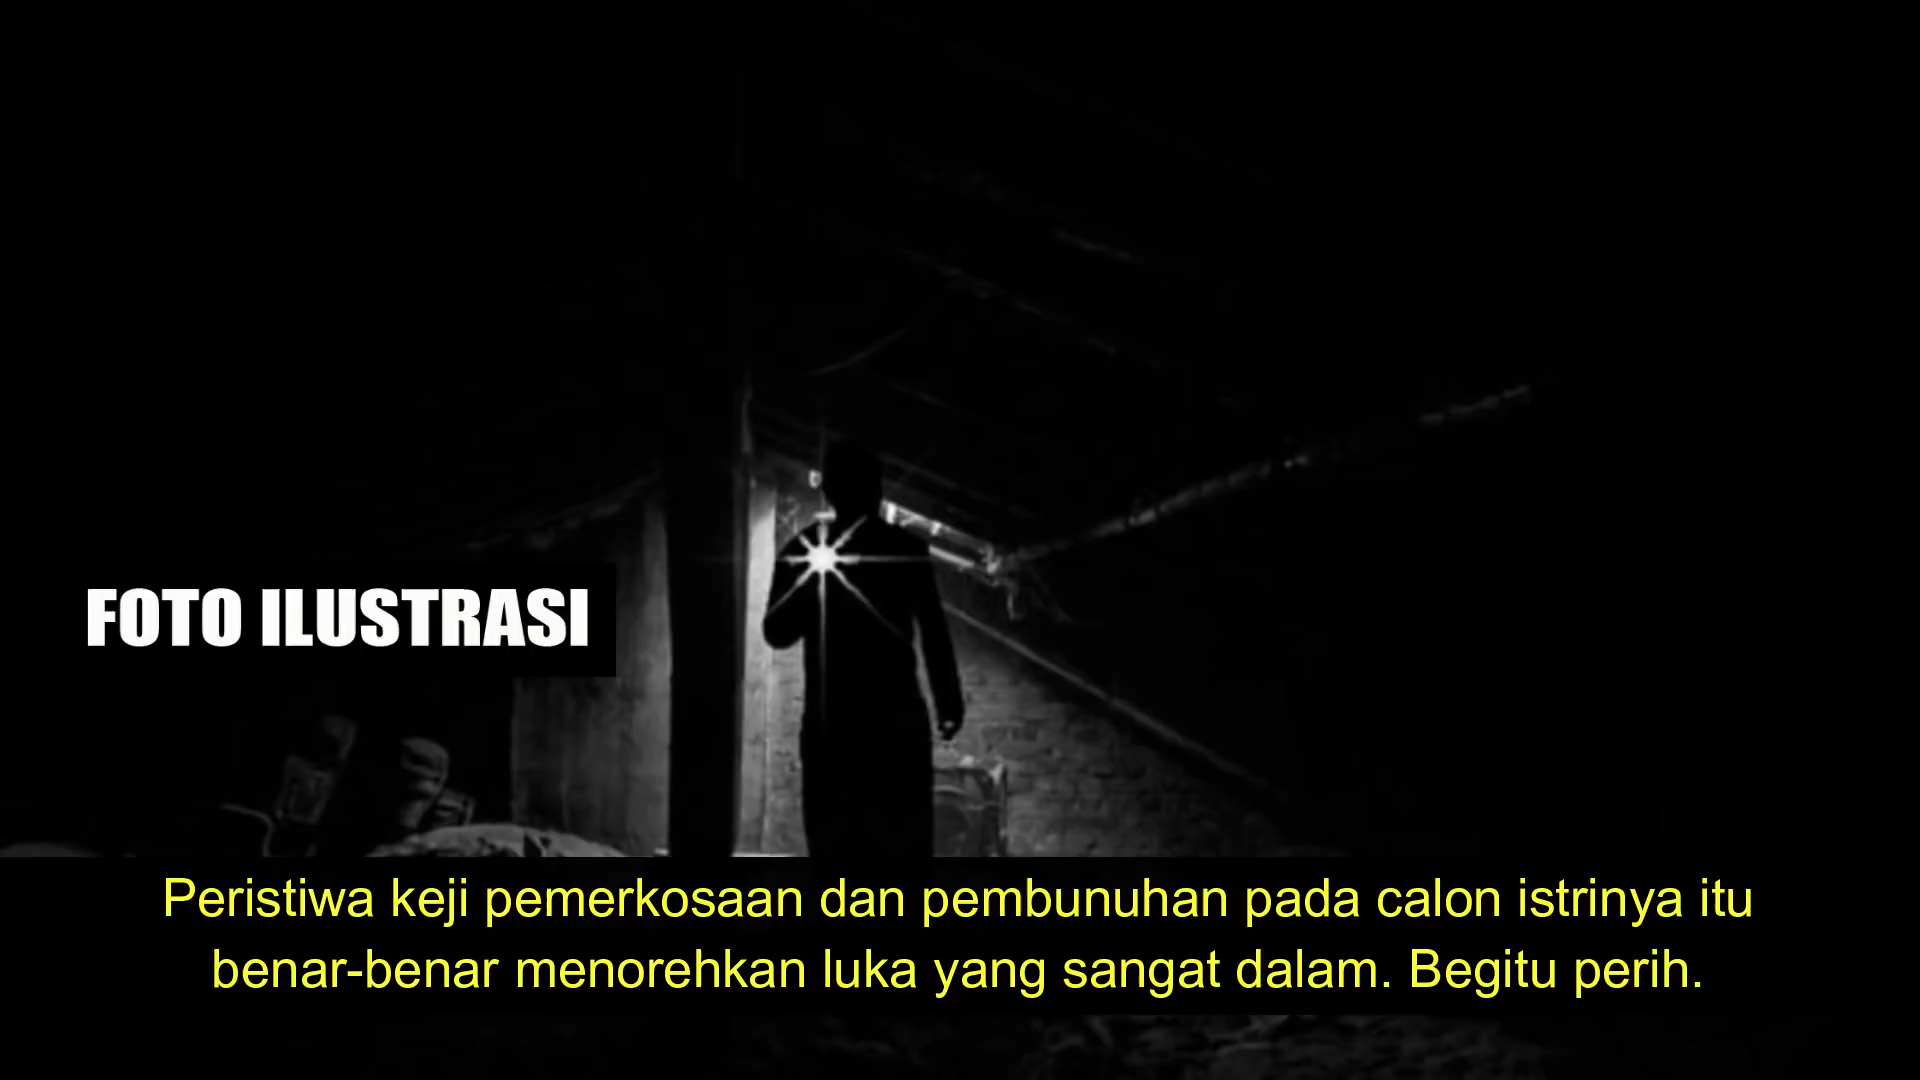 FOTO ILUSTRASI
Peristiwa keji pemerkosaan dan pembunuhan pada calon istrinya itu
benar-benar menorehkan luka yang sangat dalam. Begitu perih.